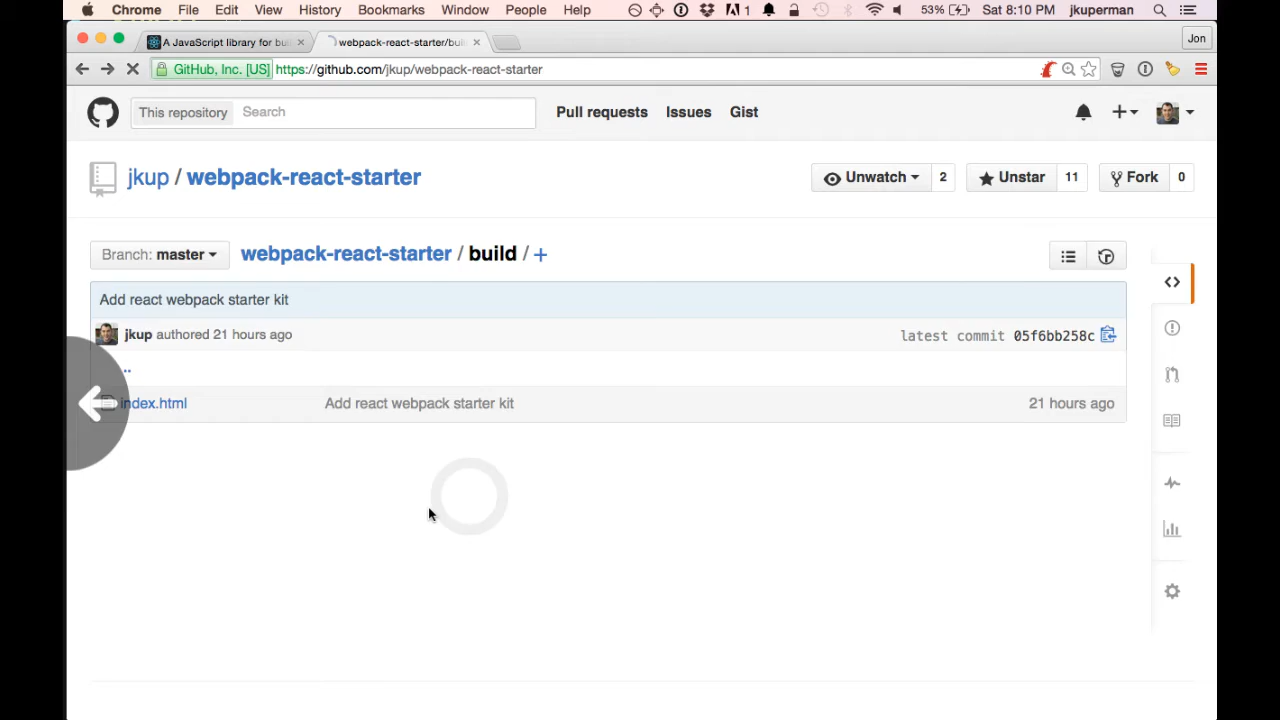 Chrome File Edit View History Bookmarks Window People Help 1 53% Sat 8:10 PM jkuperman
A JavaScript library for bui webpack-react-starter/bui Jon
GitHub, Inc. [US] https://github.com/jkup/webpack-react-starter
This repository Search Pull requests Issues Gist
jkup / webpack-react-starter Unwatch 2 Unstar 11 Fork 0
Branch: master webpack-react-starter / build / +
Add react webpack starter kit
jkup authored 21 hours ago latest commit 05f6bb258c
..
index.html Add react webpack starter kit 21 hours ago